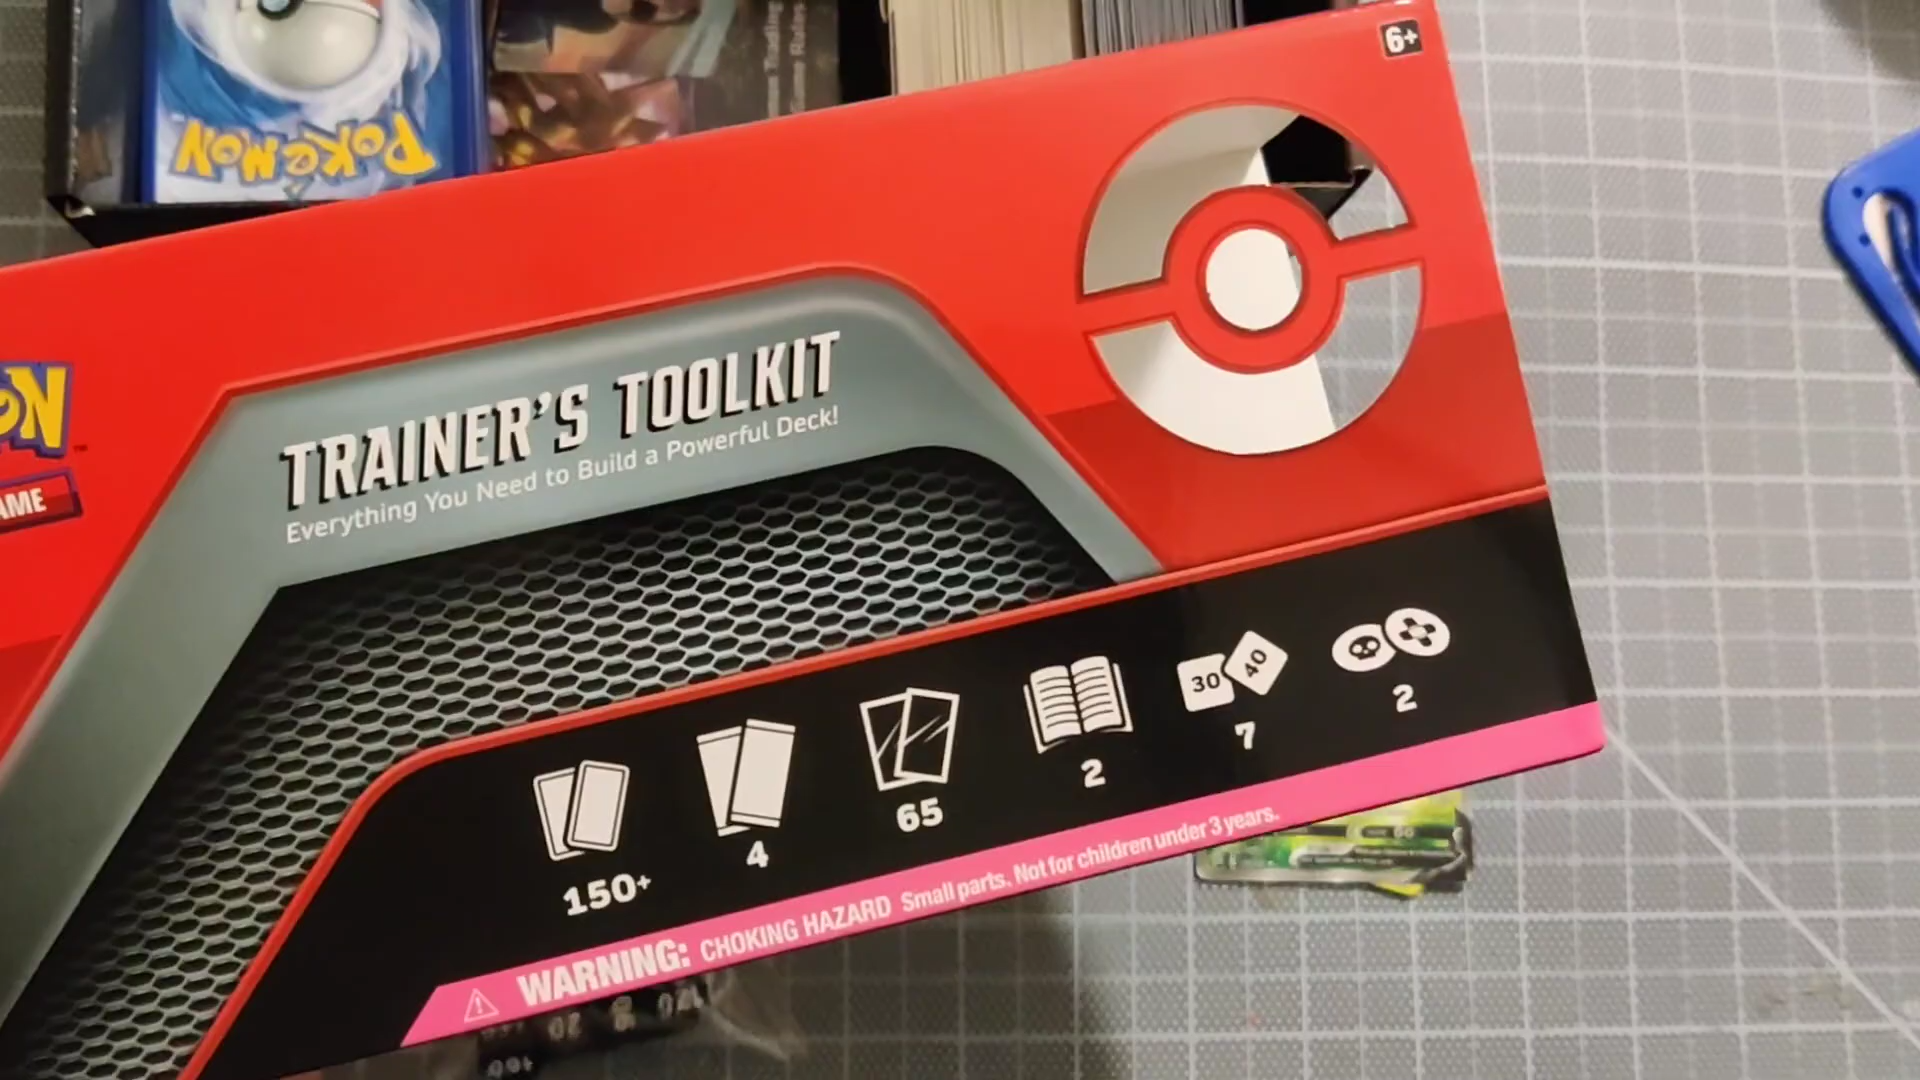 POKéMON
6+
TRAINER'S TOOLKIT
Everything You Need to Build a Powerful Deck!
AME
30
40
150+
4
65
2
7
2
WARNING: CHOKING HAZARD Small parts. Not for children under 3 years.